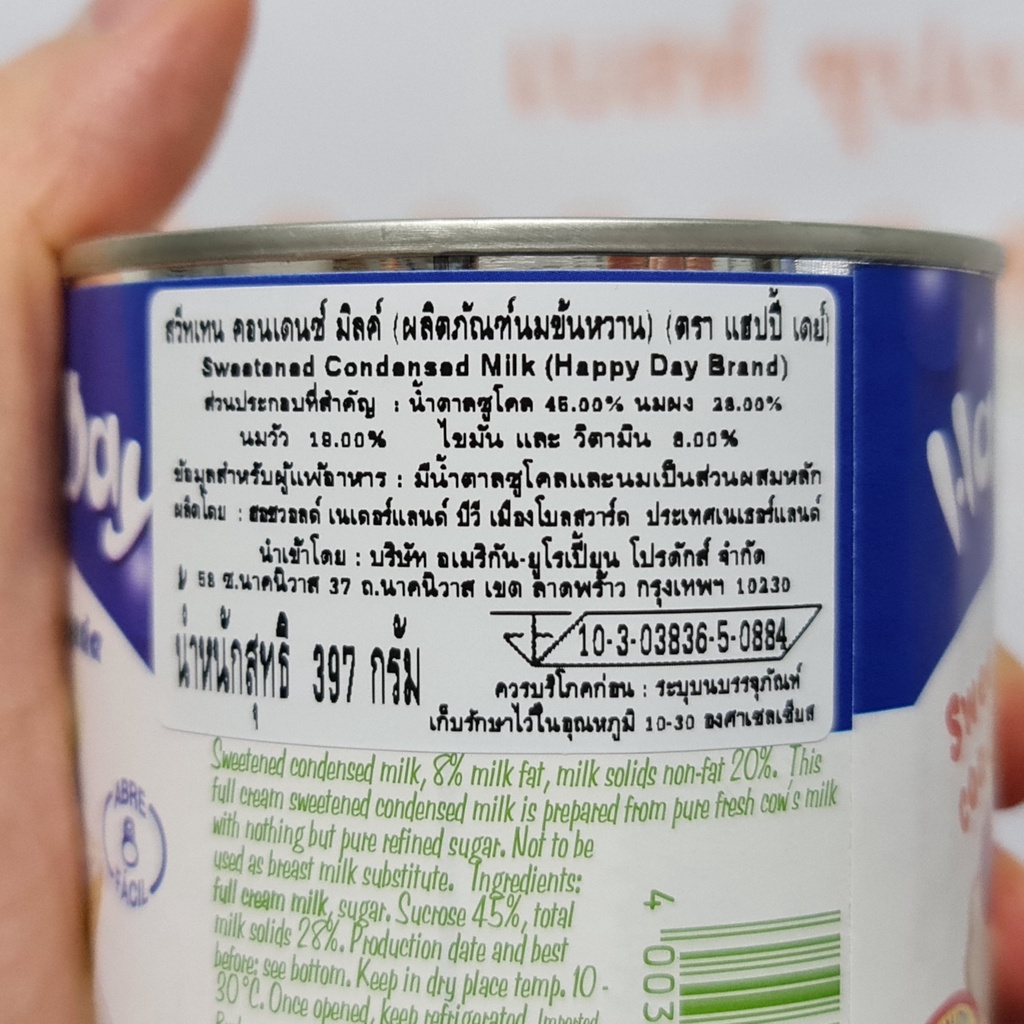 สวีทเทน คอนเดนซ์ มิลค์ (ผลิตภัณฑ์นมข้นหวาน) (ตรา แฮปปี้ เดย์)
Sweetened Condensed Milk (Happy Day Brand)
ส่วนประกอบที่สำคัญ : น้ำตาลซูโคล 45.00% นมผง 28.00%
นมวัว 19.00% ไขมัน และ วิตามิน 8.00%
ข้อมูลสำหรับผู้แพ้อาหาร : มีน้ำตาลซูโคลและนมเป็นส่วนผสมหลัก
ผลิตโดย : ฮอชวอลด์ เนเดอร์แลนด์ บีวี เมืองโบลสวาร์ด ประเทศเนเธอร์แลนด์
นำเข้าโดย : บริษัท อเมริกัน-ยูโรเปี้ยน โปรดักส์ จำกัด
58 ซ.นาคนิวาส 37 ถ.นาคนิวาส เขต ลาดพร้าว กรุงเทพฯ 10230
น้ำหนักสุทธิ 397 กรัม
10-3-03836-5-0884
ควรบริโภคก่อน : ระบุบนบรรจุภัณฑ์
เก็บรักษาไว้ในอุณหภูมิ 10-30 องศาเซลเซียส
Day
Sweetened condensed milk, 8% milk fat, milk solids non-fat 20%. This
full cream sweetened condensed milk is prepared from pure fresh cow's milk
with nothing but pure refined sugar. Not to be
used as breast milk substitute. Ingredients:
full cream milk, sugar. Sucrose 45%, total
milk solids 28%. Production date and best
before: see bottom. Keep in dry place temp. 10 -
30°C. Once opened, keep refrigerated. Imported
ABRE
FÁCIL
4 003